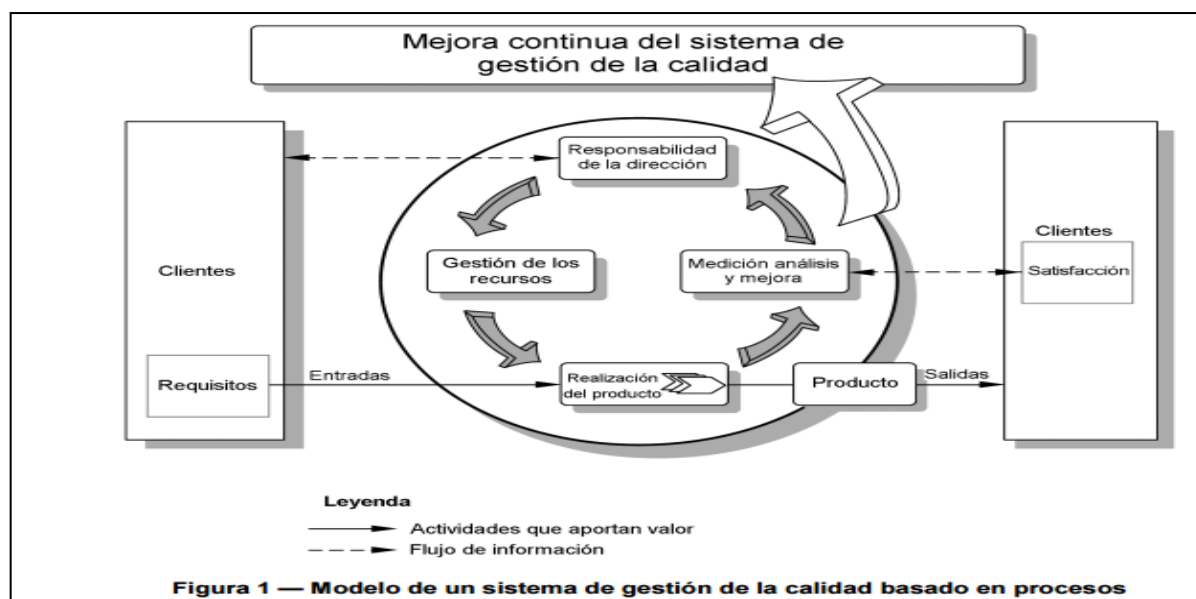 Mejora continua del sistema de
gestión de la calidad
Responsabilidad
de la dirección
Clientes
Gestión de los
recursos
Medición análisis
y mejora
Clientes
Satisfacción
Requisitos
Entradas
Realización
del producto
Producto
Salidas
Leyenda
Actividades que aportan valor
Flujo de información
Figura 1 — Modelo de un sistema de gestión de la calidad basado en procesos